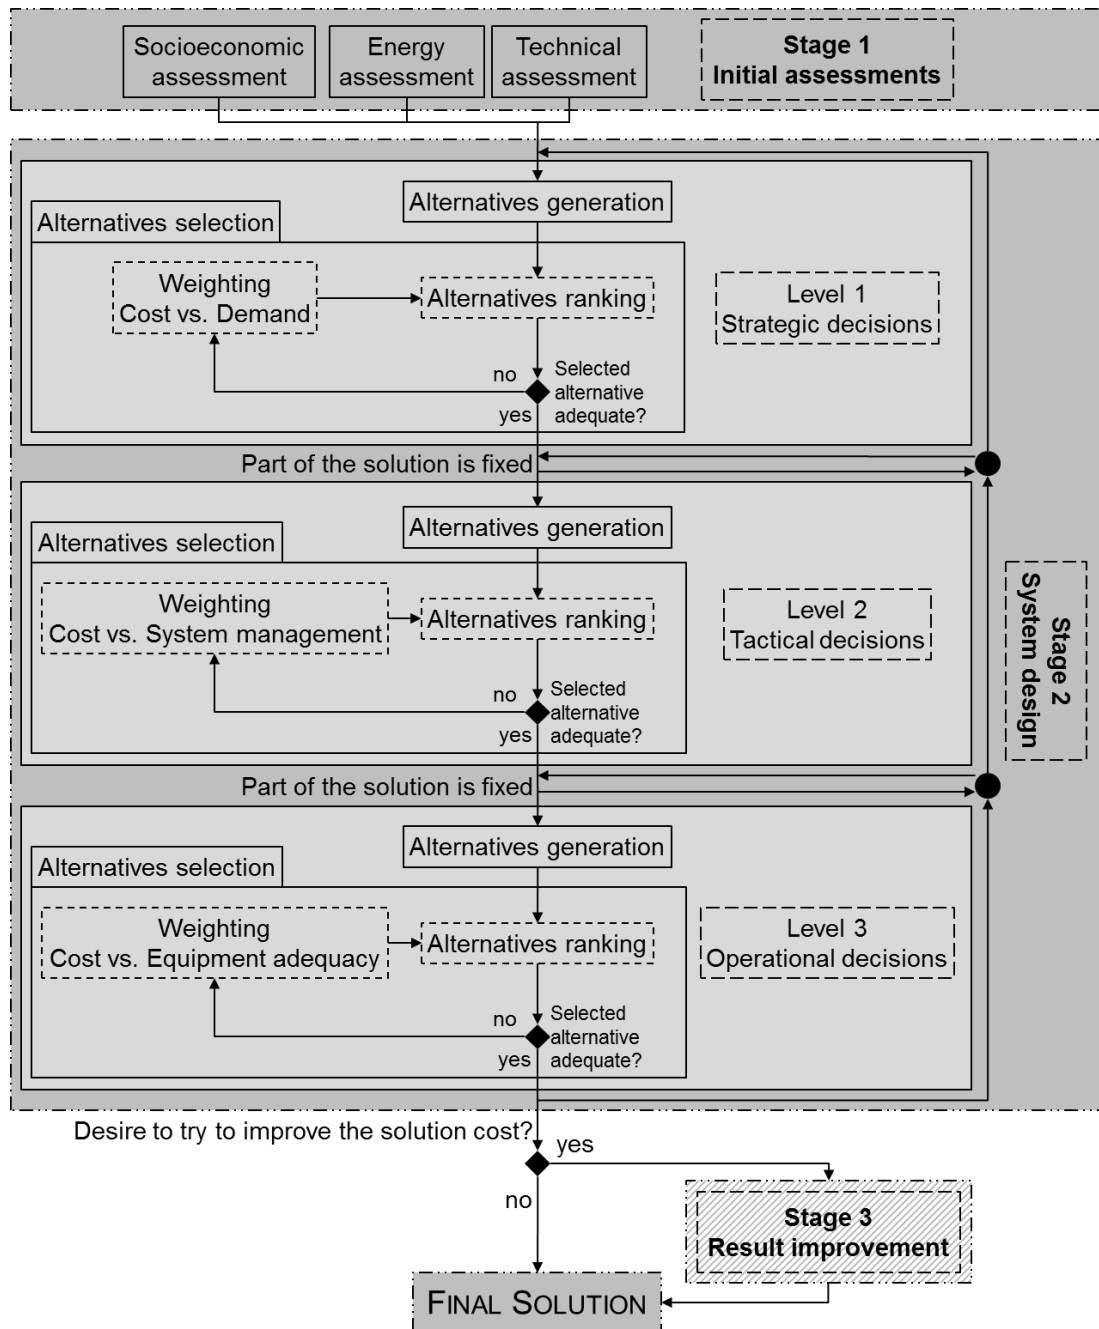 Socioeconomic
assessment
Energy
assessment
Technical
assessment
Stage 1
Initial assessments
Alternatives generation
Alternatives selection
Weighting
Cost vs. Demand
Alternatives ranking
Level 1
Strategic decisions
no
Selected
alternative
adequate?
yes
Part of the solution is fixed
Alternatives generation
Alternatives selection
Weighting
Cost vs. System management
Alternatives ranking
Level 2
Tactical decisions
no
Selected
alternative
adequate?
yes
Stage 2
System design
Part of the solution is fixed
Alternatives generation
Alternatives selection
Weighting
Cost vs. Equipment adequacy
Alternatives ranking
Level 3
Operational decisions
no
Selected
alternative
adequate?
yes
Desire to try to improve the solution cost?
yes
no
Stage 3
Result improvement
FINAL SOLUTION